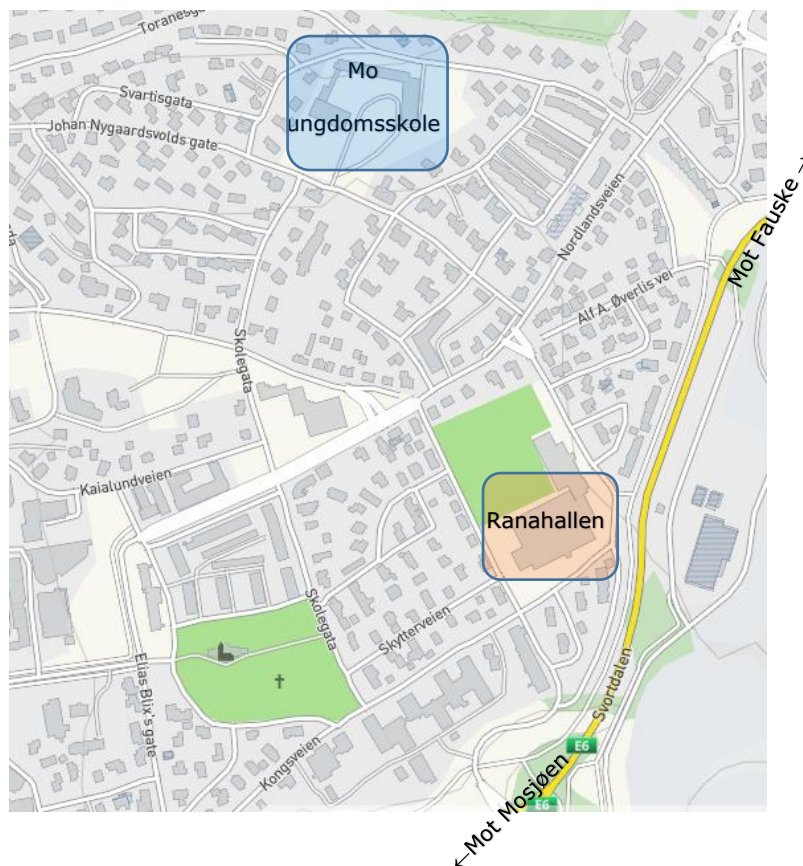 Toranesga
Mo
ungdomsskole
Svartisgata
Johan Nygaardsvolds gate
Nordlandsveien
Mot Fauske →
Alf A. Øverlis vei
Skolegata
Kaialundveien
Ranahallen
Skolegata
Skytterveien
Elias Blix's gate
Svortdalen
Kongsveien
E6
E6
←Mot Mosjøen